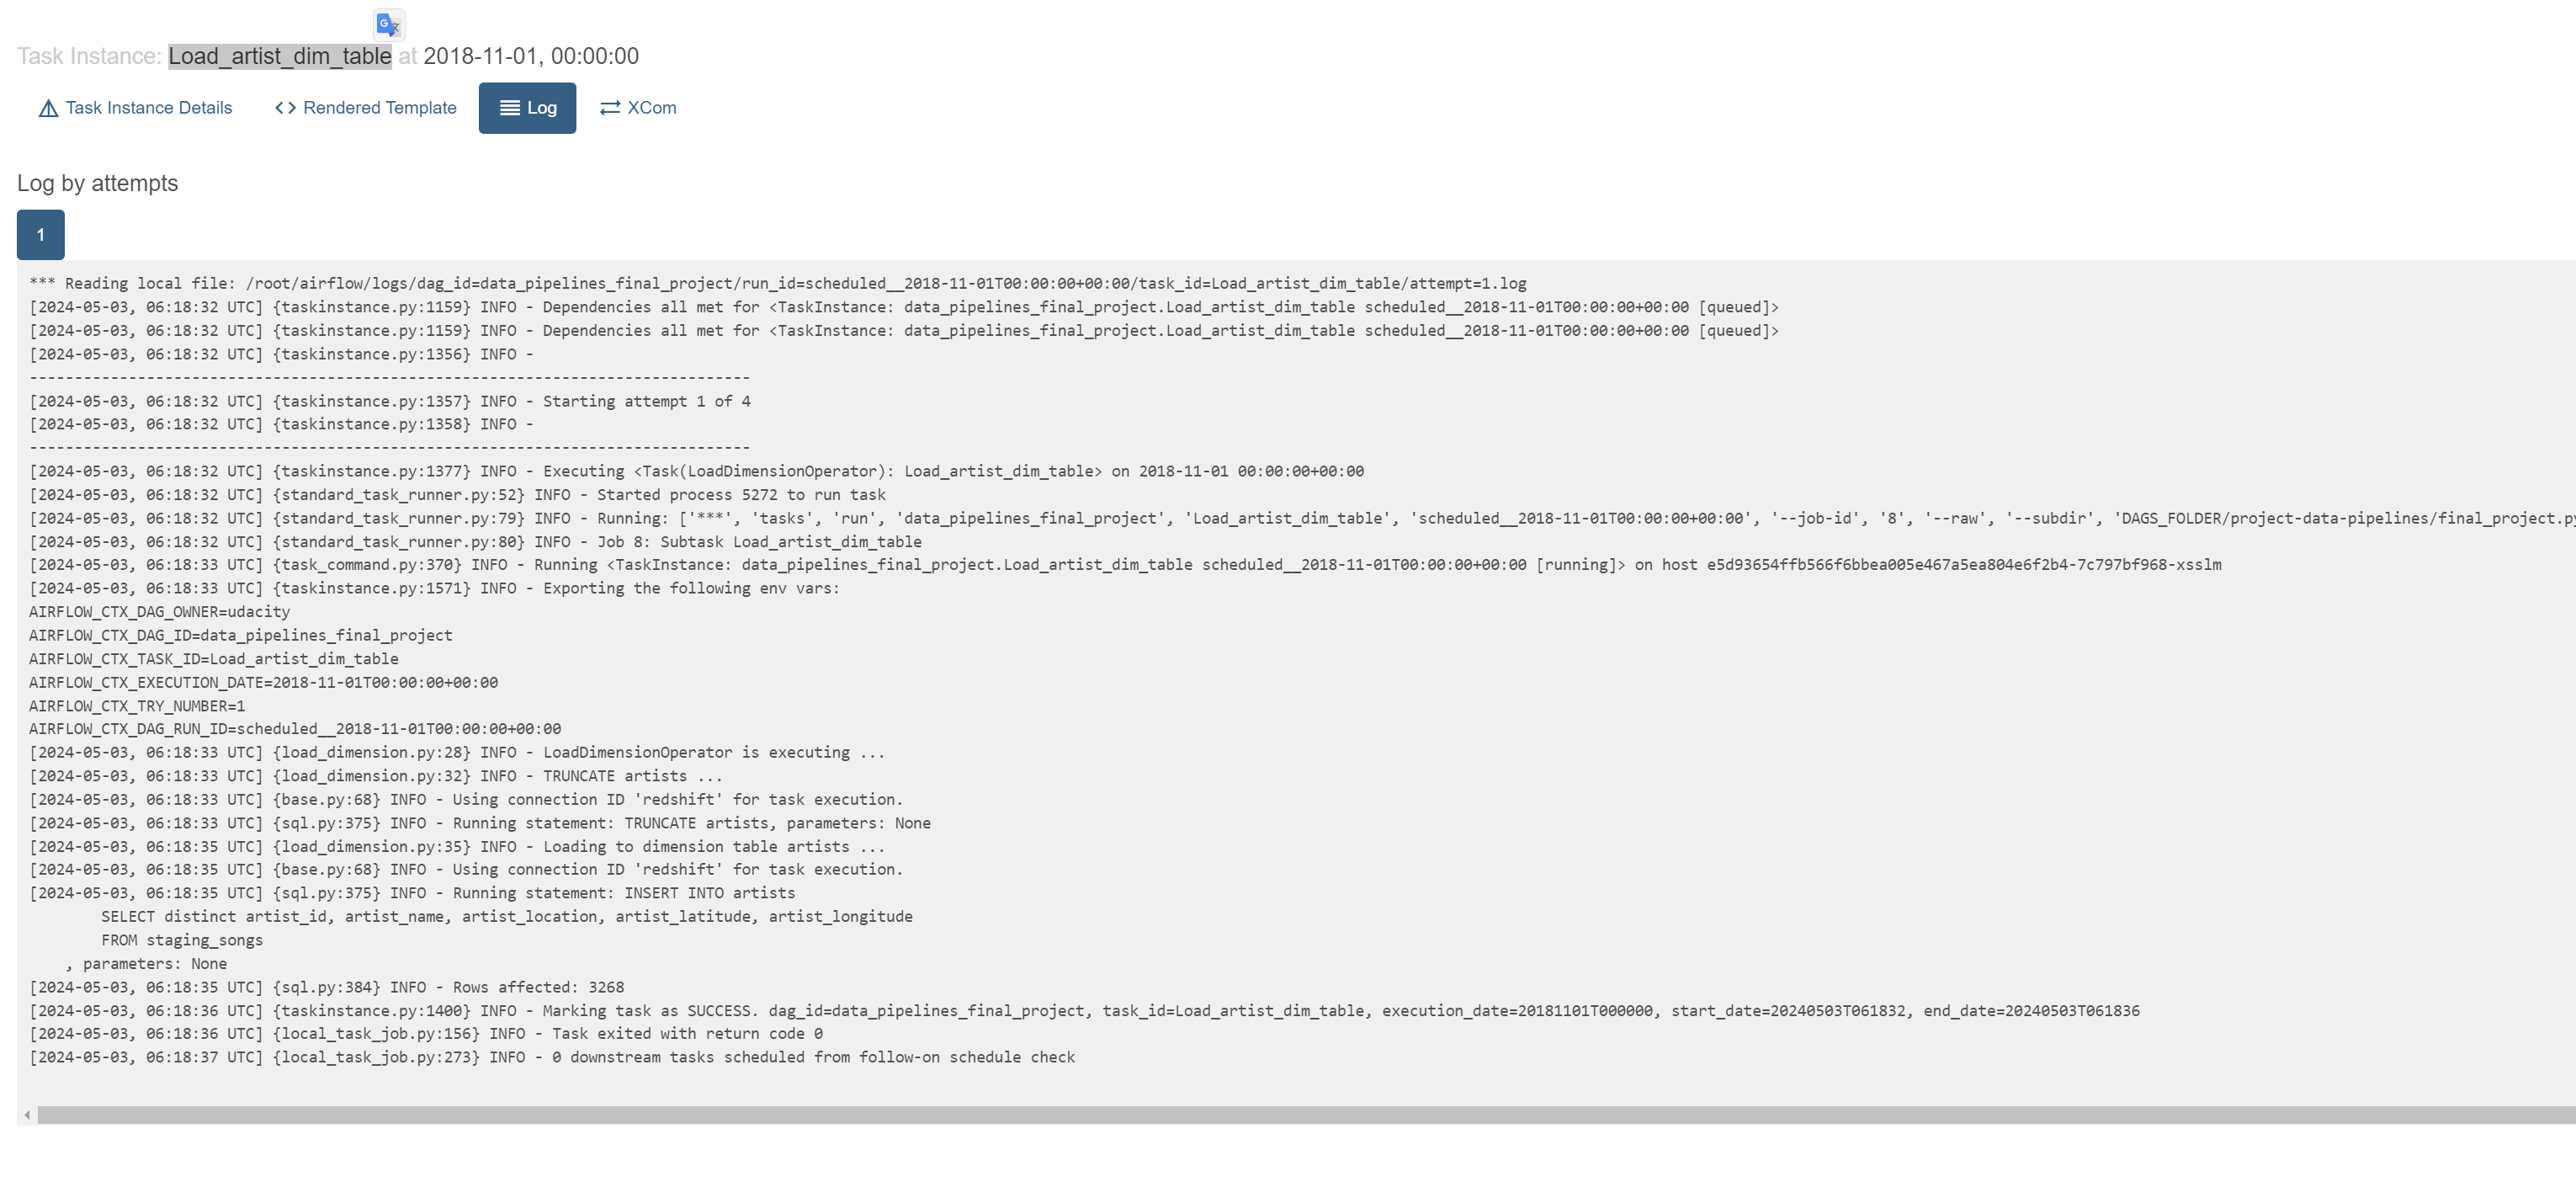 Task Instance: Load_artist_dim_table at 2018-11-01, 00:00:00
Task Instance Details
Rendered Template
Log
XCom
Log by attempts
1
*** Reading local file: /root/airflow/logs/dag_id=data_pipelines_final_project/run_id=scheduled__2018-11-01T00:00:00+00:00/task_id=Load_artist_dim_table/attempt=1.log
[2024-05-03, 06:18:32 UTC] {taskinstance.py:1159} INFO - Dependencies all met for <TaskInstance: data_pipelines_final_project.Load_artist_dim_table scheduled__2018-11-01T00:00:00+00:00 [queued]>
[2024-05-03, 06:18:32 UTC] {taskinstance.py:1159} INFO - Dependencies all met for <TaskInstance: data_pipelines_final_project.Load_artist_dim_table scheduled__2018-11-01T00:00:00+00:00 [queued]>
[2024-05-03, 06:18:32 UTC] {taskinstance.py:1356} INFO -
--------------------------------------------------------------------------------
[2024-05-03, 06:18:32 UTC] {taskinstance.py:1357} INFO - Starting attempt 1 of 4
[2024-05-03, 06:18:32 UTC] {taskinstance.py:1358} INFO -
--------------------------------------------------------------------------------
[2024-05-03, 06:18:32 UTC] {taskinstance.py:1377} INFO - Executing <Task(LoadDimensionOperator): Load_artist_dim_table> on 2018-11-01 00:00:00+00:00
[2024-05-03, 06:18:32 UTC] {standard_task_runner.py:52} INFO - Started process 5272 to run task
[2024-05-03, 06:18:32 UTC] {standard_task_runner.py:79} INFO - Running: ['***', 'tasks', 'run', 'data_pipelines_final_project', 'Load_artist_dim_table', 'scheduled__2018-11-01T00:00:00+00:00', '--job-id', '8', '--raw', '--subdir', 'DAGS_FOLDER/project-data-pipelines/final_project.py
[2024-05-03, 06:18:32 UTC] {standard_task_runner.py:80} INFO - Job 8: Subtask Load_artist_dim_table
[2024-05-03, 06:18:33 UTC] {task_command.py:370} INFO - Running <TaskInstance: data_pipelines_final_project.Load_artist_dim_table scheduled__2018-11-01T00:00:00+00:00 [running]> on host e5d93654ffb566f6bbea005e467a5ea804e6f2b4-7c797bf968-xsslm
[2024-05-03, 06:18:33 UTC] {taskinstance.py:1571} INFO - Exporting the following env vars:
AIRFLOW_CTX_DAG_OWNER=udacity
AIRFLOW_CTX_DAG_ID=data_pipelines_final_project
AIRFLOW_CTX_TASK_ID=Load_artist_dim_table
AIRFLOW_CTX_EXECUTION_DATE=2018-11-01T00:00:00+00:00
AIRFLOW_CTX_TRY_NUMBER=1
AIRFLOW_CTX_DAG_RUN_ID=scheduled__2018-11-01T00:00:00+00:00
[2024-05-03, 06:18:33 UTC] {load_dimension.py:28} INFO - LoadDimensionOperator is executing ...
[2024-05-03, 06:18:33 UTC] {load_dimension.py:32} INFO - TRUNCATE artists ...
[2024-05-03, 06:18:33 UTC] {base.py:68} INFO - Using connection ID 'redshift' for task execution.
[2024-05-03, 06:18:33 UTC] {sql.py:375} INFO - Running statement: TRUNCATE artists, parameters: None
[2024-05-03, 06:18:35 UTC] {load_dimension.py:35} INFO - Loading to dimension table artists ...
[2024-05-03, 06:18:35 UTC] {base.py:68} INFO - Using connection ID 'redshift' for task execution.
[2024-05-03, 06:18:35 UTC] {sql.py:375} INFO - Running statement: INSERT INTO artists
SELECT distinct artist_id, artist_name, artist_location, artist_latitude, artist_longitude
FROM staging_songs
, parameters: None
[2024-05-03, 06:18:35 UTC] {sql.py:384} INFO - Rows affected: 3268
[2024-05-03, 06:18:36 UTC] {taskinstance.py:1400} INFO - Marking task as SUCCESS. dag_id=data_pipelines_final_project, task_id=Load_artist_dim_table, execution_date=20181101T000000, start_date=20240503T061832, end_date=20240503T061836
[2024-05-03, 06:18:36 UTC] {local_task_job.py:156} INFO - Task exited with return code 0
[2024-05-03, 06:18:37 UTC] {local_task_job.py:273} INFO - 0 downstream tasks scheduled from follow-on schedule check